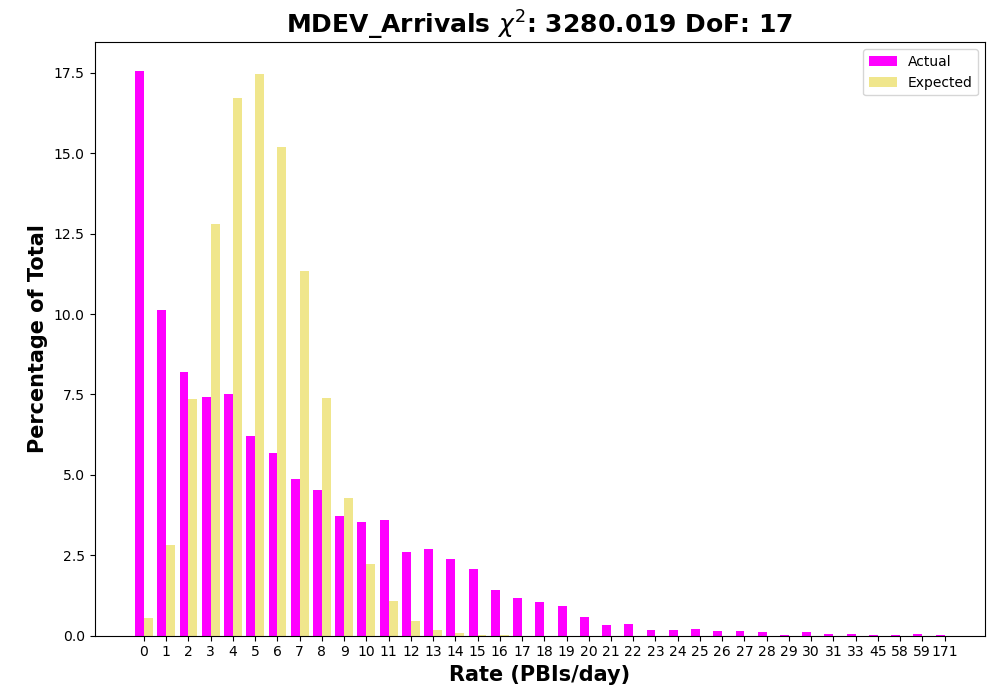 MDEV_Arrivals χ²: 3280.019 DoF: 17
Actual
Expected
17.5
15.0
12.5
10.0
7.5
5.0
2.5
0.0
Percentage of Total
0 1 2 3 4 5 6 7 8 9 10 11 12 13 14 15 16 17 18 19 20 21 22 23 24 25 26 27 28 29 30 31 33 45 58 59 171
Rate (PBIs/day)